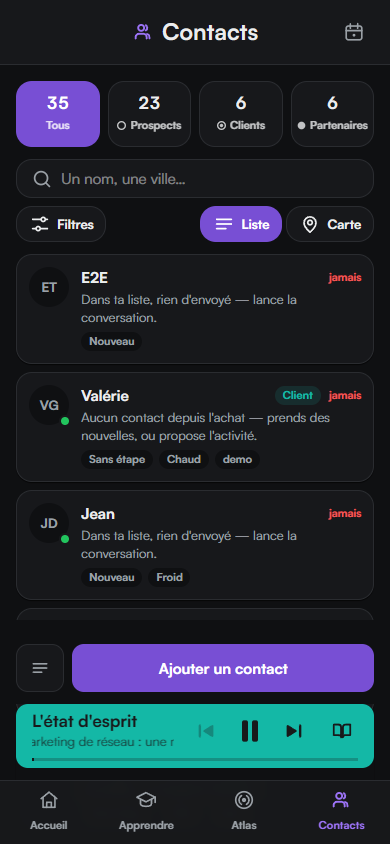 Contacts
35
Tous
23
Prospects
6
Clients
6
Partenaires
Un nom, une ville...
Filtres
Liste
Carte
ET
E2E
jamais
Dans ta liste, rien d'envoyé — lance la
conversation.
Nouveau
VG
Valérie
Client
jamais
Aucun contact depuis l'achat — prends des
nouvelles, ou propose l'activité.
Sans étape
Chaud
demo
JD
Jean
jamais
Dans ta liste, rien d'envoyé — lance la
conversation.
Nouveau
Froid
Ajouter un contact
L'état d'esprit
arketing de réseau : une r
Accueil
Apprendre
Atlas
Contacts